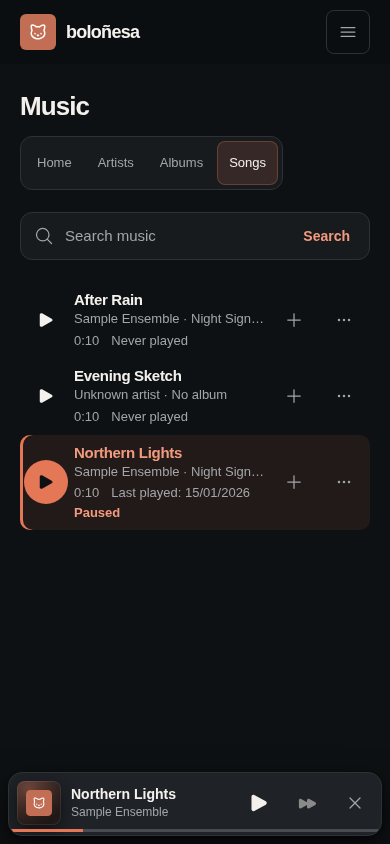 boloñesa
Music
Home Artists Albums Songs
Search music Search
After Rain
Sample Ensemble · Night Sign…
0:10 Never played
Evening Sketch
Unknown artist · No album
0:10 Never played
Northern Lights
Sample Ensemble · Night Sign…
0:10 Last played: 15/01/2026
Paused
Northern Lights
Sample Ensemble